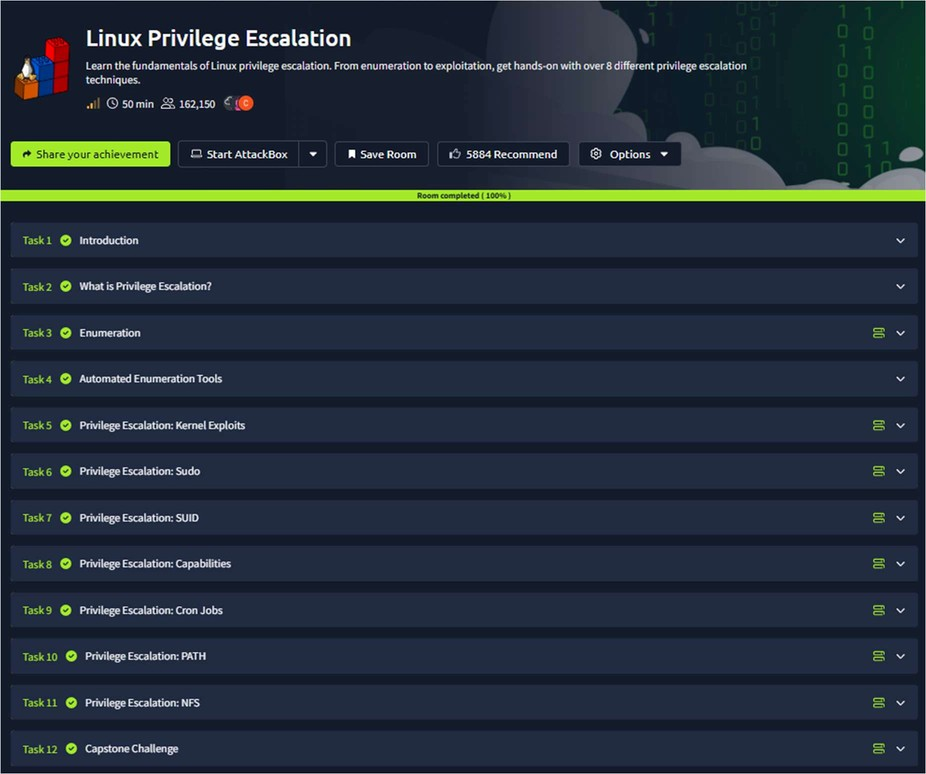 Linux Privilege Escalation
Learn the fundamentals of Linux privilege escalation. From enumeration to exploitation, get hands-on with over 8 different privilege escalation
techniques.
50 min 162,150 C
Share your achievement Start AttackBox Save Room 5884 Recommend Options
Room completed ( 100% )
Task 1 Introduction
Task 2 What is Privilege Escalation?
Task 3 Enumeration
Task 4 Automated Enumeration Tools
Task 5 Privilege Escalation: Kernel Exploits
Task 6 Privilege Escalation: Sudo
Task 7 Privilege Escalation: SUID
Task 8 Privilege Escalation: Capabilities
Task 9 Privilege Escalation: Cron Jobs
Task 10 Privilege Escalation: PATH
Task 11 Privilege Escalation: NFS
Task 12 Capstone Challenge